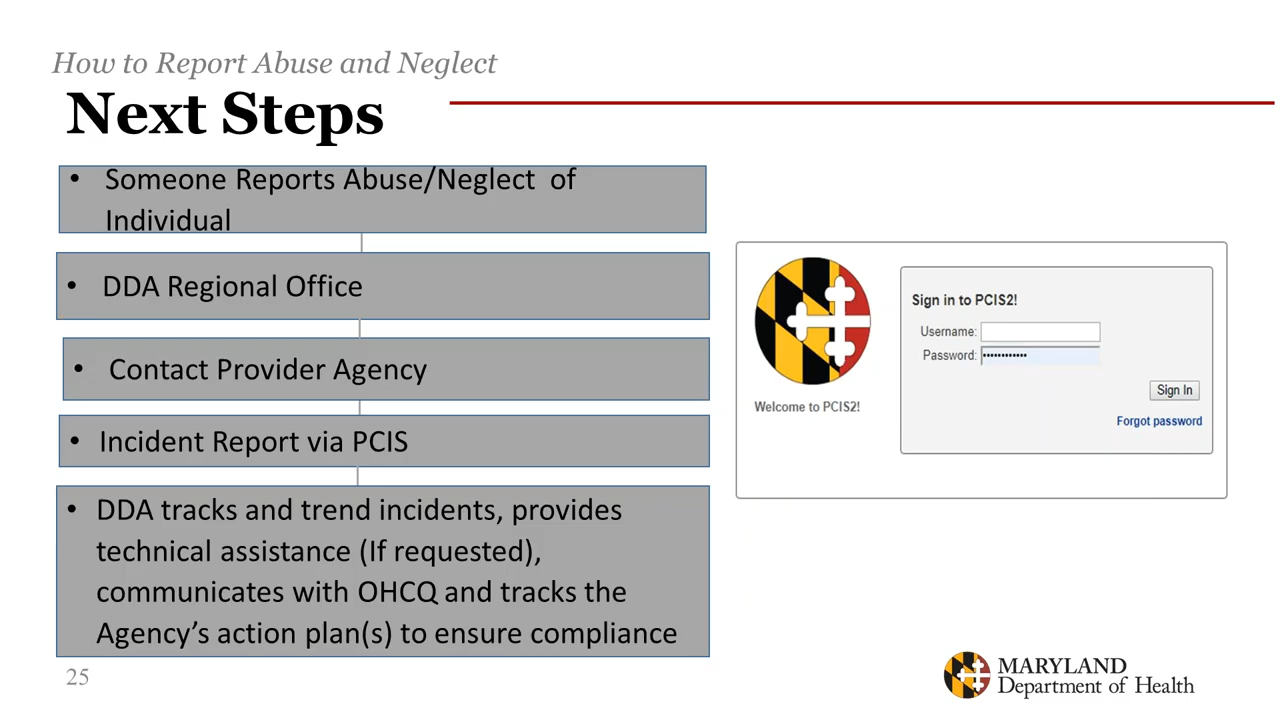 How to Report Abuse and Neglect
Next Steps
• Someone Reports Abuse/Neglect of
Individual
• DDA Regional Office
• Contact Provider Agency
• Incident Report via PCIS
• DDA tracks and trend incidents, provides
technical assistance (If requested),
communicates with OHCQ and tracks the
Agency’s action plan(s) to ensure compliance
Welcome to PCIS2!
Sign in to PCIS2!
Username:
Password: ••••••••••••
Sign In
Forgot password
25
MARYLAND
Department of Health